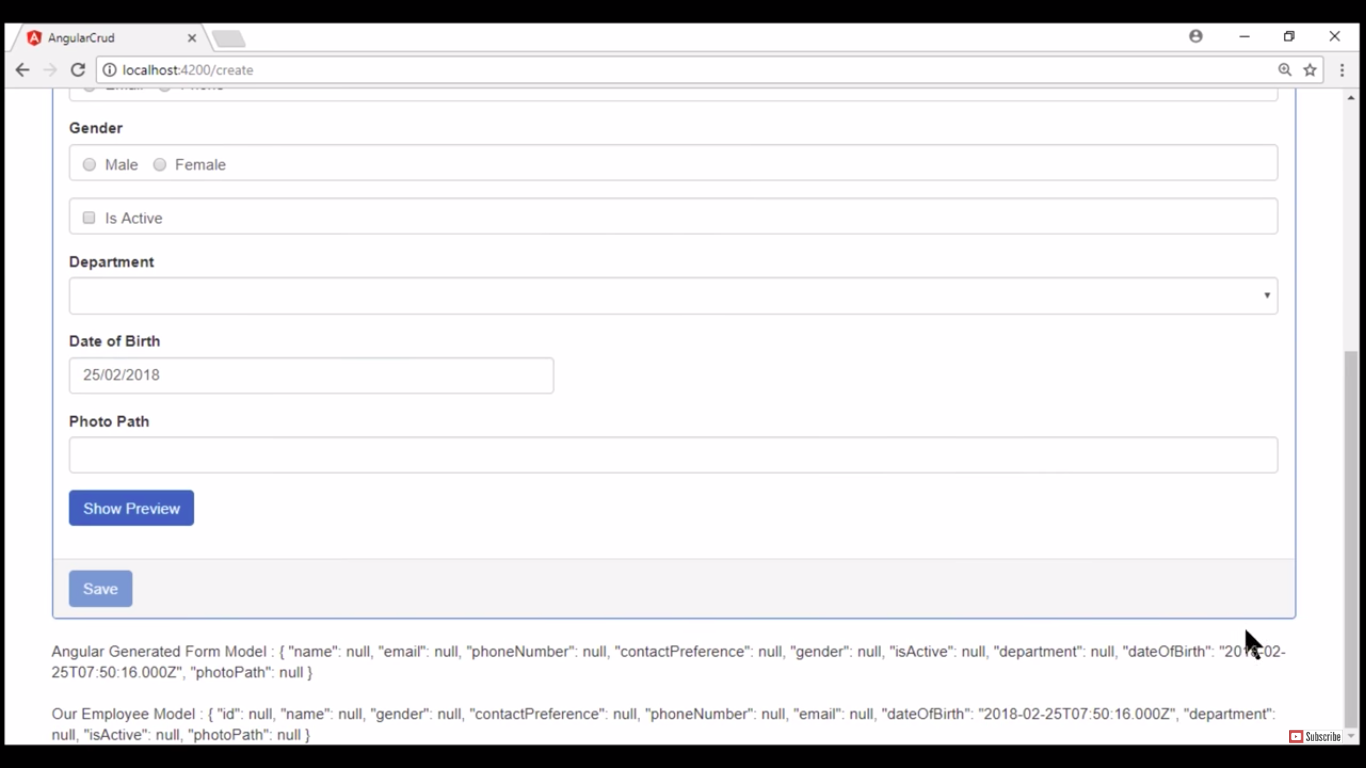 AngularCrud
localhost:4200/create
Email Phone
Gender
Male Female
Is Active
Department
Date of Birth
25/02/2018
Photo Path
Show Preview
Save
Angular Generated Form Model : { "name": null, "email": null, "phoneNumber": null, "contactPreference": null, "gender": null, "isActive": null, "department": null, "dateOfBirth": "2018-02-
25T07:50:16.000Z", "photoPath": null }
Our Employee Model : { "id": null, "name": null, "gender": null, "contactPreference": null, "phoneNumber": null, "email": null, "dateOfBirth": "2018-02-25T07:50:16.000Z", "department":
null, "isActive": null, "photoPath": null }
Subscribe